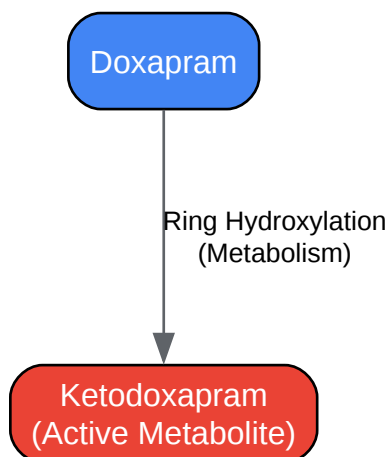 Doxapram
Ring Hydroxylation
(Metabolism)
Ketodoxapram
(Active Metabolite)